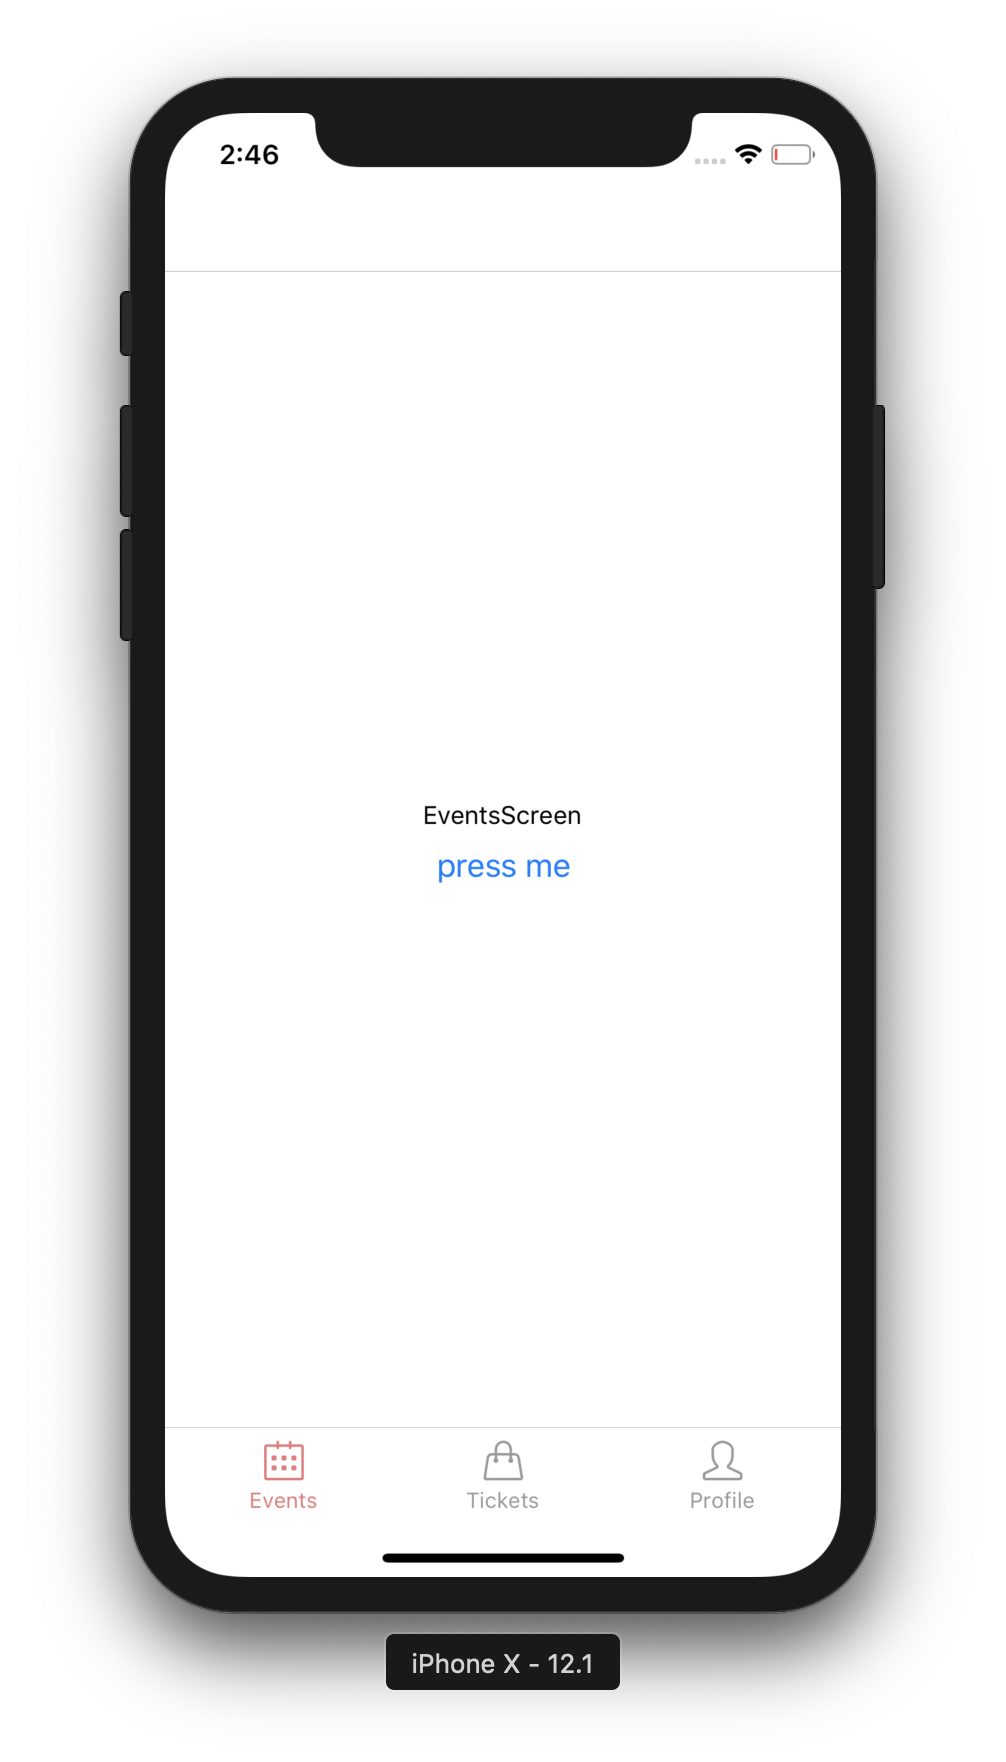 2:46
EventsScreen
press me
Events Tickets Profile
iPhone X - 12.1